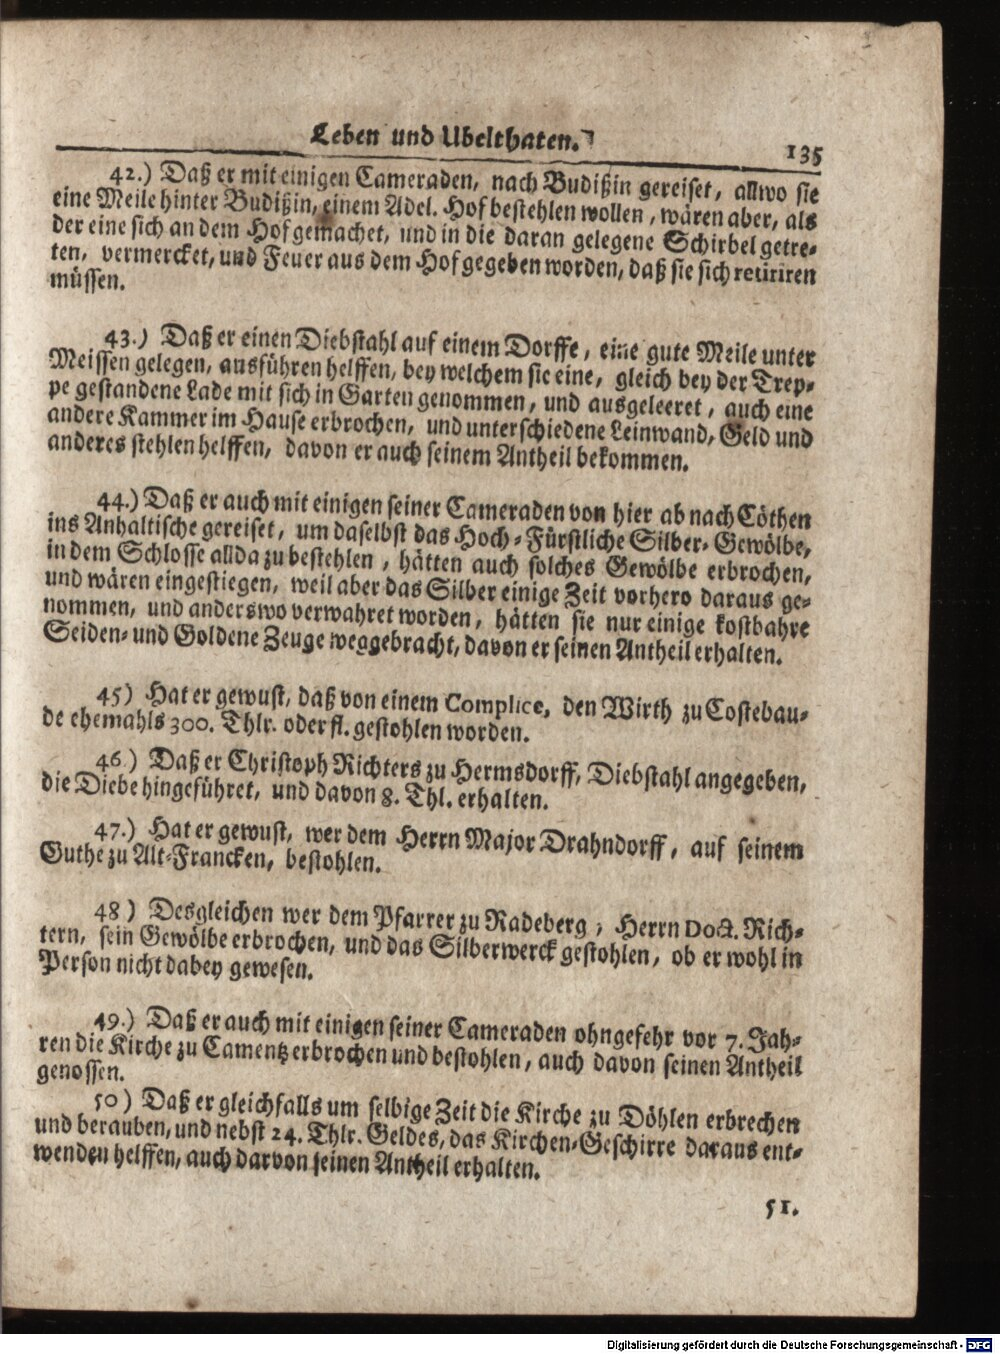 Leben und Ubelthaten.
135
42.) Daß er mit einigen Cameraden, nach Budißin gereiset, allwo sie
eine Meile hinter Budißin, einem Adel. Hof bestehlen wollen, wären aber, als
der eine sich an dem Hof gemachet, und in die daran gelegene Schirbel getre-
ten, vermercket, und Feuer aus dem Hof gegeben worden, daß sie sich retiriren
müssen.
43.) Daß er einen Diebstahl auf einem Dorffe, eine gute Meile unter
Meissen gelegen, ausführen helffen, bey welchem sie eine, gleich bey der Trep-
pe gestandene Lade mit sich in Garten genommen, und ausgeleeret, auch eine
andere Kammer im Hause erbrochen, und unterschiedene Leinwand, Geld und
anderes stehlen helffen, davon er auch seinem Antheil bekommen.
44.) Daß er auch mit einigen seiner Cameraden von hier ab nach Cöthen
ins Anhaltische gereiset, um daselbst das Hoch-Fürstliche Silber-Gewölbe,
in dem Schlosse allda zu bestehlen, hätten auch solches Gewölbe erbrochen,
und wären eingestiegen, weil aber das Silber einige Zeit vorhero daraus ge-
nommen, und anderswo verwahret worden, hätten sie nur einige kostbahre
Seiden- und Goldene Zeuge weggebracht, davon er seinen Antheil erhalten.
45) Hat er gewust, daß von einem Complice, den Wirth zu Costebau-
de ehemahls 300. Thlr. oder fl. gestohlen worden.
46.) Daß er Christoph Richters zu Hermsdorff, Diebstahl angegeben,
die Diebe hingeführet, und davon 8. Thl. erhalten.
47.) Hat er gewust, wer dem Herrn Major Drahndorff, auf seinem
Guthe zu Alt-Francken, bestohlen.
48) Desgleichen wer dem Pfarrer zu Radeberg, Herrn Doct. Rich-
tern, sein Gewölbe erbrochen, und das Silberwerck gestohlen, ob er wohl in
Person nicht dabey gewesen.
49.) Daß er auch mit einigen seiner Cameraden ohngefehr vor 7. Jah-
ren die Kirche zu Camentz erbrochen und bestohlen, auch davon seinen Antheil
genossen.
50) Daß er gleichfalls um selbige Zeit die Kirche zu Döhlen erbrechen
und berauben, und nebst 24. Thlr. Geldes, das Kirchen-Geschirre daraus ent-
wenden helffen, auch darvon seinen Antheil erhalten.
51.
Digitalisierung gefördert durch die Deutsche Forschungsgemeinschaft - DFG